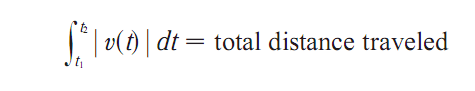 ∫_{t₁}^{t₂} | v(t) | dt = total distance traveled